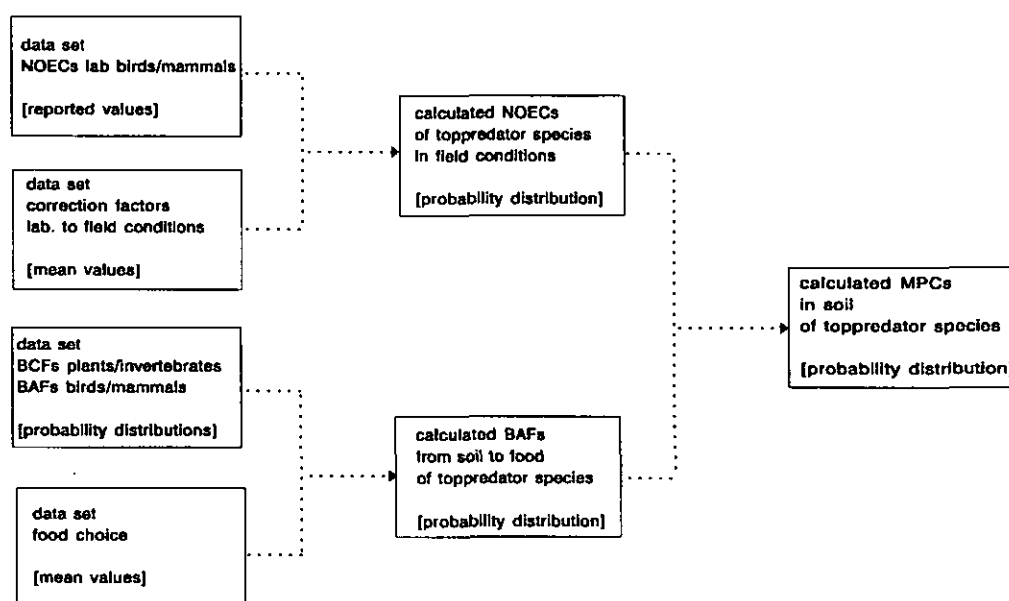 data set
NOECs lab birds/mammals
[reported values]
data set
correction factors
lab. to field conditions
[mean values]
data set
BCFs plants/invertebrates
BAFs birds/mammals
[probability distributions]
data set
food choice
[mean values]
calculated NOECs
of toppredator species
in field conditions
[probability distribution]
calculated BAFs
from soil to food
of toppredator species
[probability distribution]
calculated MPCs
in soil
of toppredator species
[probability distribution]